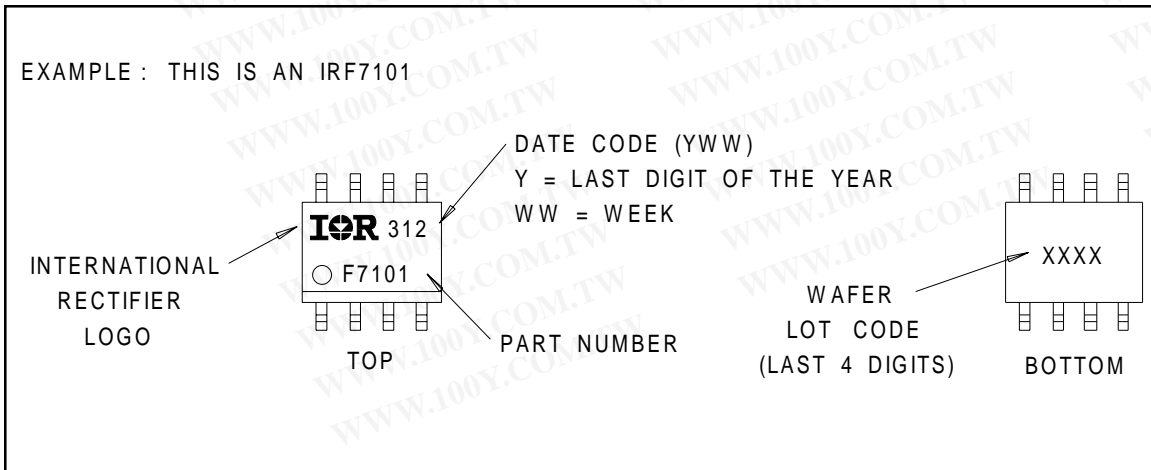 EXAMPLE : THIS IS AN IRF7101
DATE CODE (YWW)
Y = LAST DIGIT OF THE YEAR
WW = WEEK
IOR 312
F7101
INTERNATIONAL
RECTIFIER
LOGO
TOP
PART NUMBER
XXXX
WAFER
LOT CODE
(LAST 4 DIGITS)
BOTTOM
WWW.100Y.COM.TW